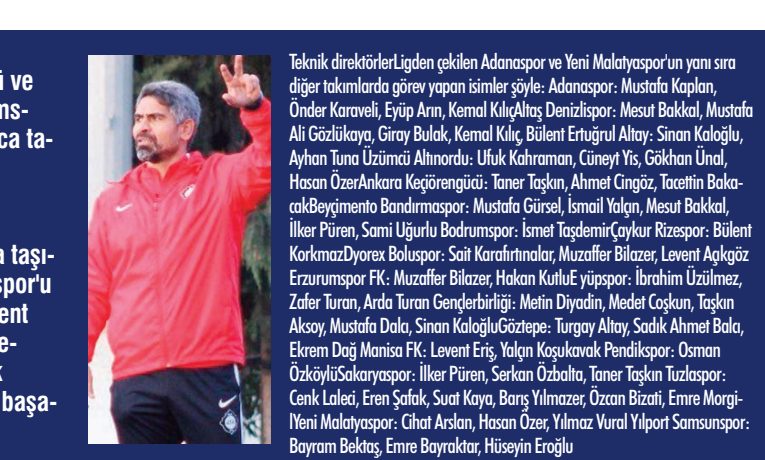 ü ve
ms-
ca ta-
a taşı-
spor'u
ent
e-
k
başa-
Teknik direktörlerLigden çekilen Adanaspor ve Yeni Malatyaspor'un yanı sıra
diğer takımlarda görev yapan isimler şöyle: Adanaspor: Mustafa Kaplan,
Önder Karaveli, Eyüp Arın, Kemal KılıçAltaş Denizlispor: Mesut Bakkal, Mustafa
Ali Gözlükaya, Giray Bulak, Kemal Kılıç, Bülent Ertuğrul Altay: Sinan Kaloğlu,
Ayhan Tuna Üzümcü Altınordu: Ufuk Kahraman, Cüneyt Yis, Gökhan Ünal,
Hasan ÖzerAnkara Keçiörengücü: Taner Taşkın, Ahmet Cingöz, Tacettin Baka-
cakBeyçimento Bandırmaspor: Mustafa Gürsel, İsmail Yalçın, Mesut Bakkal,
İlker Püren, Sami Uğurlu Bodrumspor: İsmet TaşdemirÇaykur Rizespor: Bülent
KorkmazDyorex Boluspor: Sait Karafırtınalar, Muzaffer Bilazer, Levent Açıkgöz
Erzurumspor FK: Muzaffer Bilazer, Hakan KutluE yüpspor: İbrahim Üzülmez,
Zafer Turan, Arda Turan Gençlerbirliği: Metin Diyadin, Medet Coşkun, Taşkın
Aksoy, Mustafa Dalcı, Sinan KaloğluGöztepe: Turgay Altay, Sadık Ahmet Balcı,
Ekrem Dağ Manisa FK: Levent Eriş, Yalçın Koşukavak Pendikspor: Osman
ÖzköylüSakaryaspor: İlker Püren, Serkan Özbalta, Taner Taşkın Tuzlaspor:
Cenk Laleci, Eren Şafak, Suat Kaya, Barış Yılmazer, Özcan Bizati, Emre Morgi-
lYeni Malatyaspor: Cihat Arslan, Hasan Özer, Yılmaz Vural Yılport Samsunspor:
Bayram Bektaş, Emre Bayraktar, Hüseyin Eroğlu